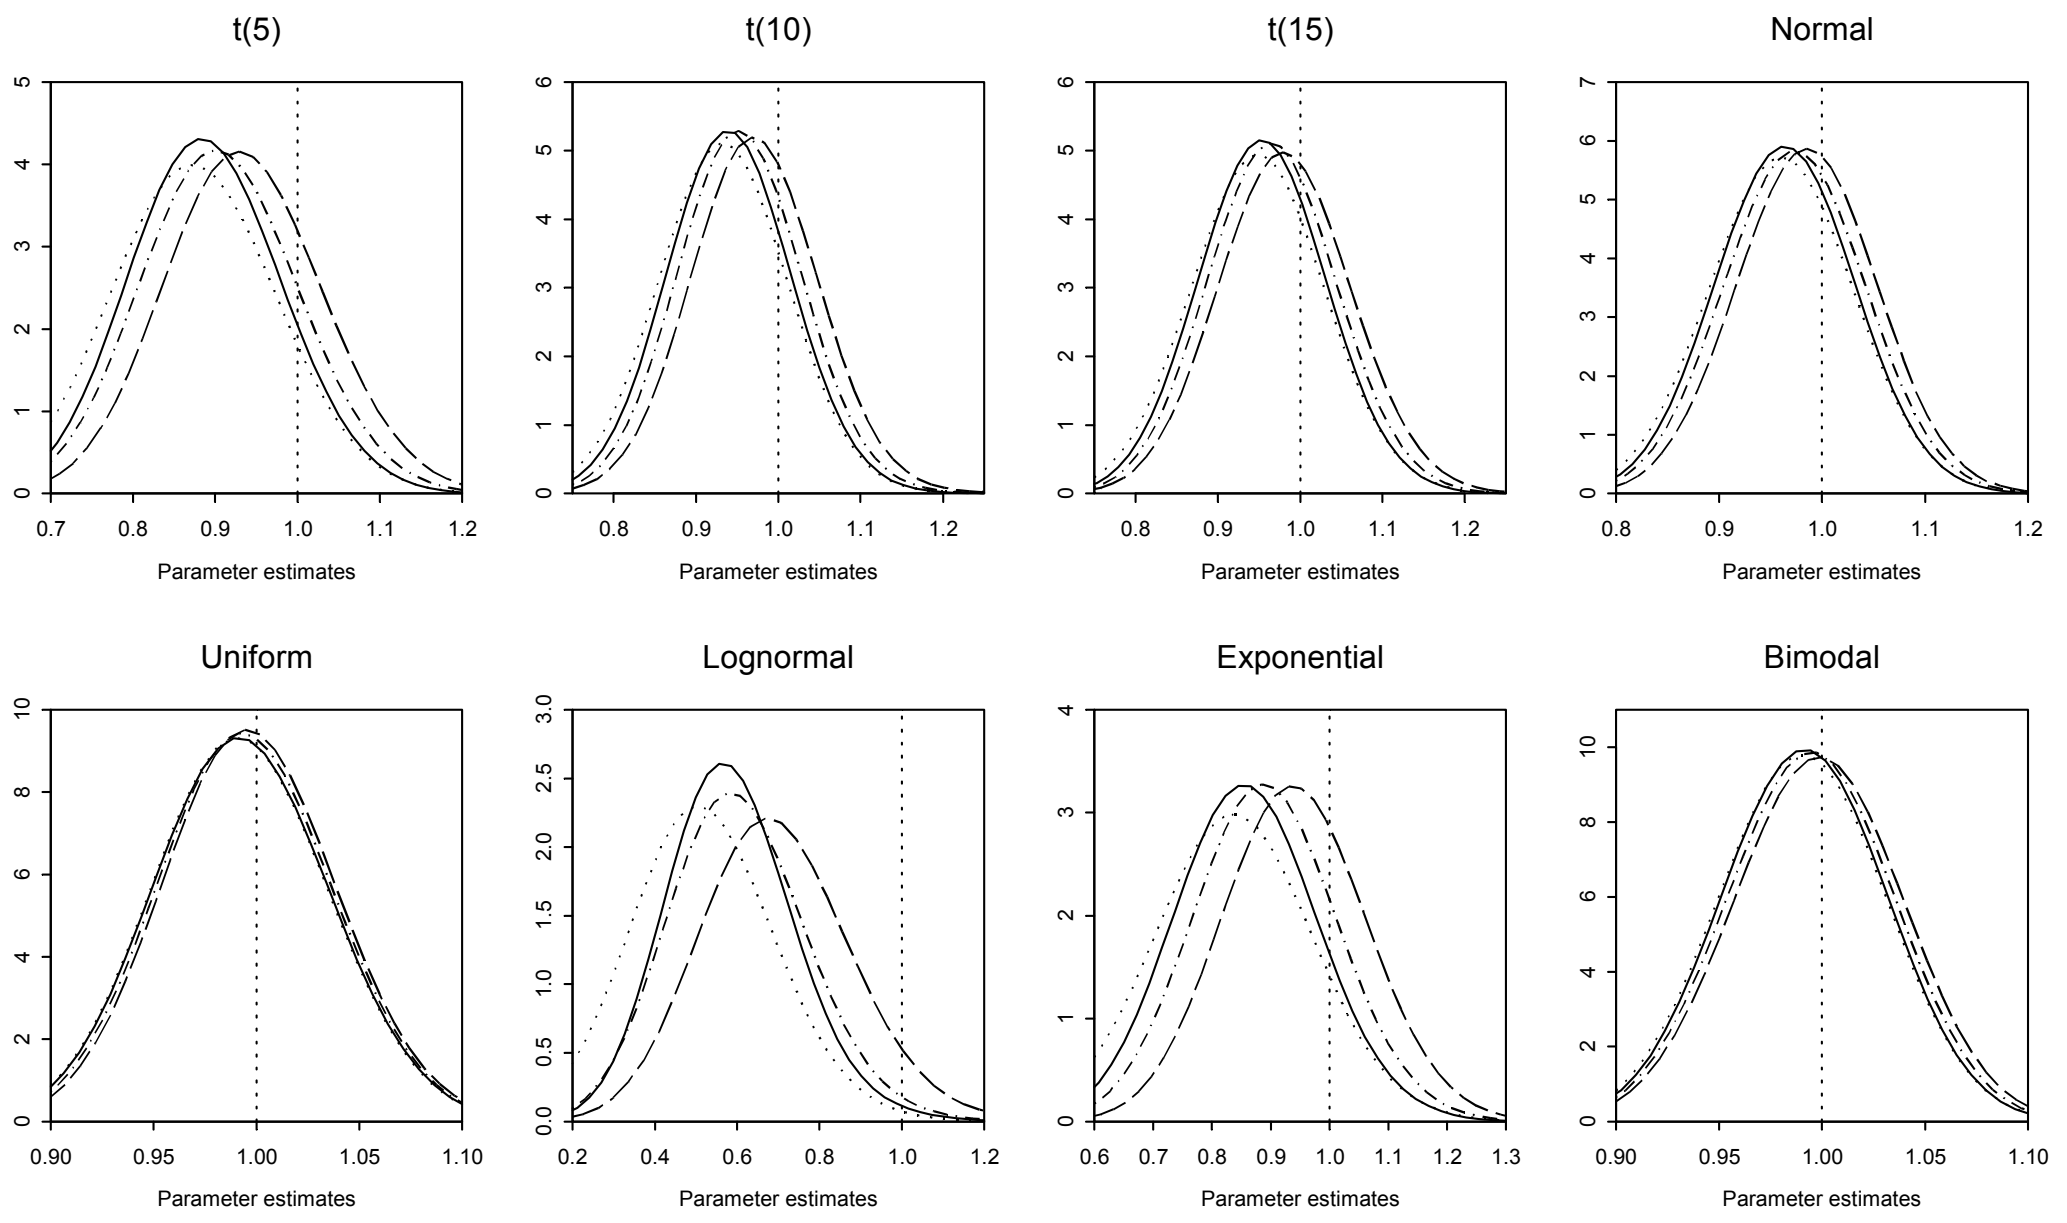 t(5) t(10) t(15) Normal
5 4 3 2 1 0
0.7 0.8 0.9 1.0 1.1 1.2
Parameter estimates
6 5 4 3 2 1 0
0.8 0.9 1.0 1.1 1.2
Parameter estimates
6 5 4 3 2 1 0
0.8 0.9 1.0 1.1 1.2
Parameter estimates
7 6 5 4 3 2 1 0
0.8 0.9 1.0 1.1 1.2
Parameter estimates
Uniform Lognormal Exponential Bimodal
10 8 6 4 2 0
0.90 0.95 1.00 1.05 1.10
Parameter estimates
3.0 2.5 2.0 1.5 1.0 0.5 0.0
0.2 0.4 0.6 0.8 1.0 1.2
Parameter estimates
4 3 2 1 0
0.6 0.7 0.8 0.9 1.0 1.1 1.2 1.3
Parameter estimates
10 8 6 4 2 0
0.90 0.95 1.00 1.05 1.10
Parameter estimates